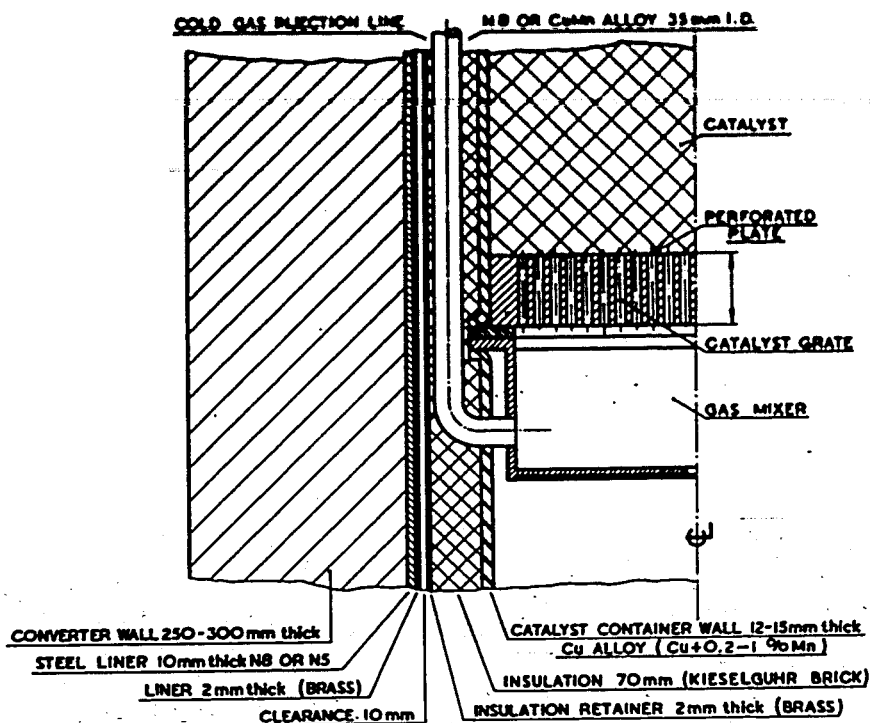 COLD GAS INJECTION LINE
N8 OR CuMn ALLOY 35mm I.D.
CATALYST
PERFORATED
PLATE
CATALYST GRATE
GAS MIXER
CONVERTER WALL 250-300mm thick
STEEL LINER 10mm thick N8 OR N5
LINER 2mm thick (BRASS)
CLEARANCE 10mm
CATALYST CONTAINER WALL 12-15mm thick
Cu ALLOY (Cu+0.2-1 %Mn)
INSULATION 70mm (KIESELGUHR BRICK)
INSULATION RETAINER 2mm thick (BRASS)